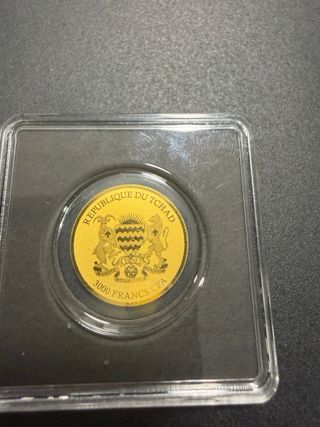 REPUBLIQUE DU TCHAD
3000 FRANCS CFA